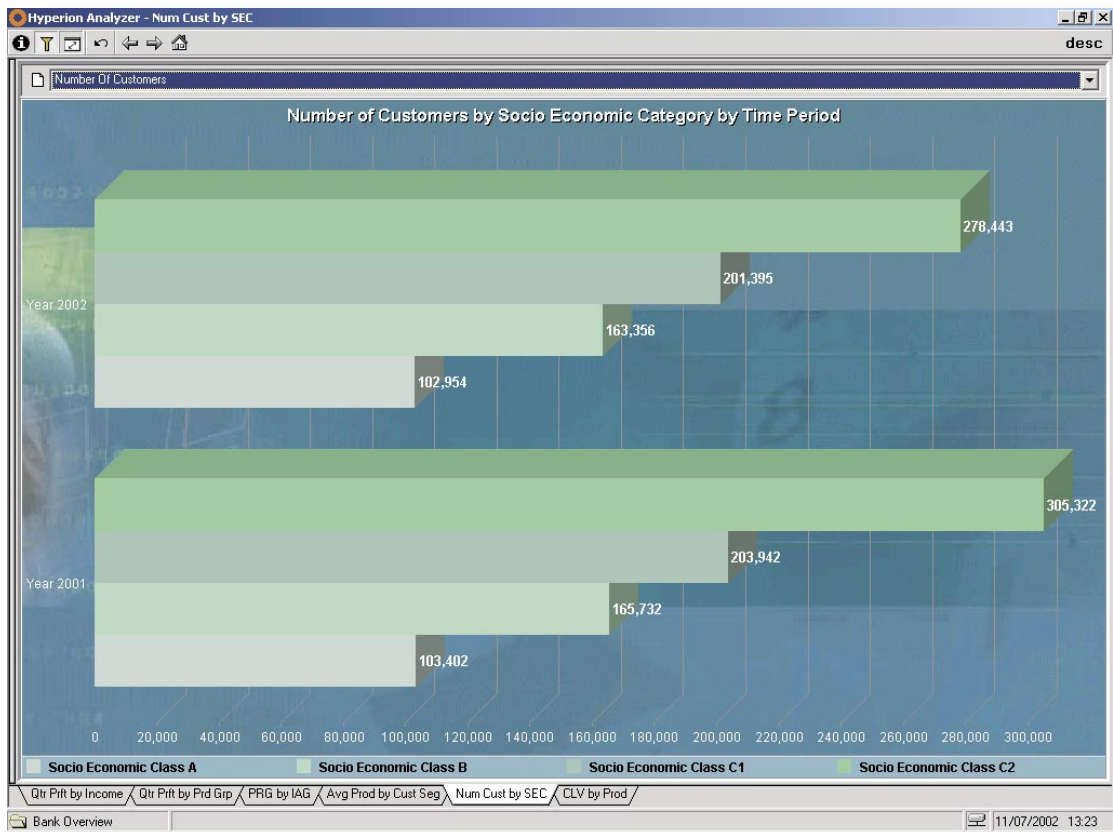 Hyperion Analyzer - Num Cust by SEC
desc
Number Of Customers
Number of Customers by Socio Economic Category by Time Period
278,443
201,395
Year 2002
163,356
102,954
305,322
203,942
Year 2001
165,732
103,402
0 20,000 40,000 60,000 80,000 100,000 120,000 140,000 160,000 180,000 200,000 220,000 240,000 260,000 280,000 300,000
Socio Economic Class A Socio Economic Class B Socio Economic Class C1 Socio Economic Class C2
Qtr Prft by Income Qtr Prft by Prd Grp PRG by IAG Avg Prod by Cust Seg Num Cust by SEC CLV by Prod
Bank Overview 11/07/2002 13:23